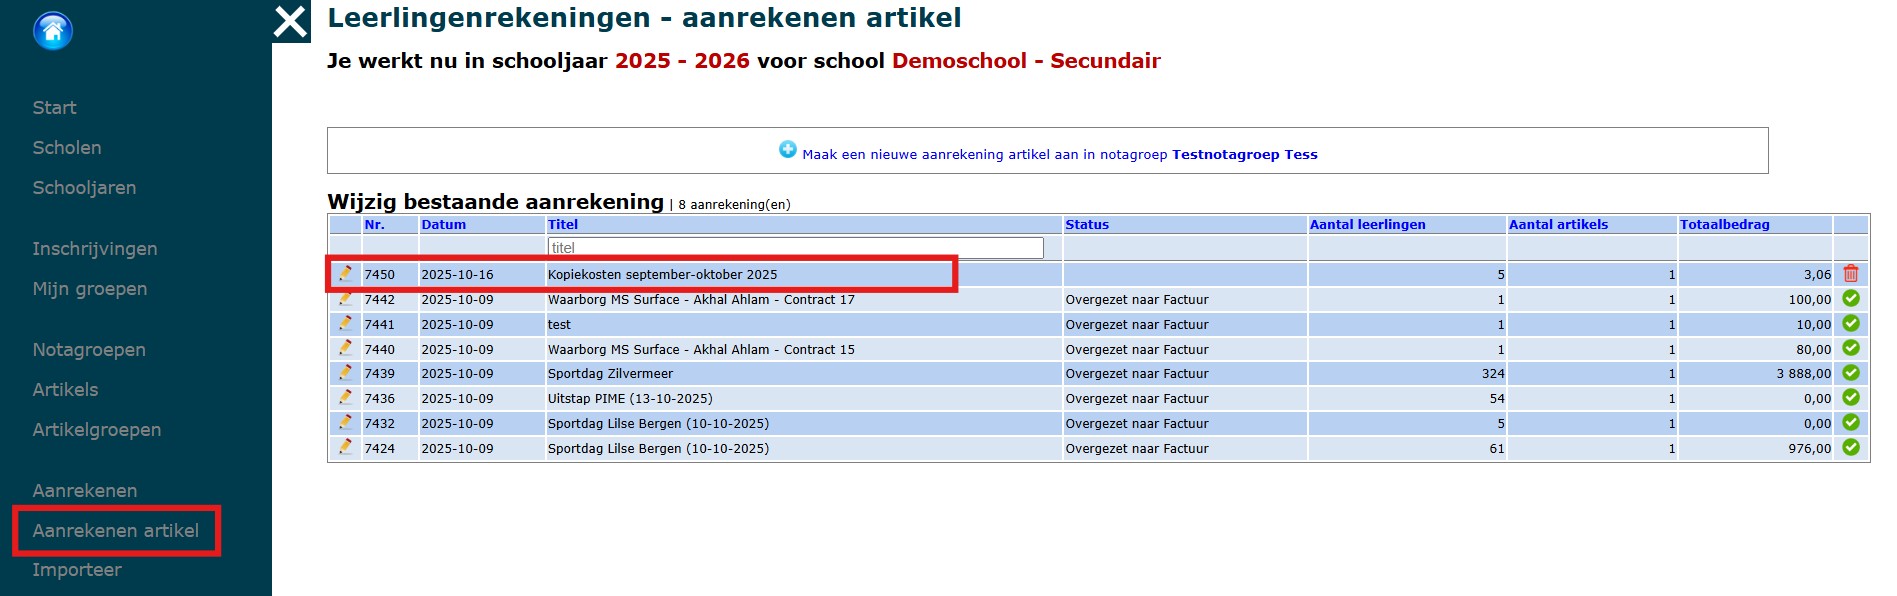 Leerlingenrekeningen - aanrekenen artikel
Je werkt nu in schooljaar 2025 - 2026 voor school Demoschool - Secundair
Start
Scholen
Schooljaren
Inschrijvingen
Mijn groepen
Notagroepen
Artikels
Artikelgroepen
Aanrekenen
Aanrekenen artikel
Importeer
Maak een nieuwe aanrekening artikel aan in notagroep Testnotagroep Tess
Wijzig bestaande aanrekening | 8 aanrekening(en)
Nr. Datum Titel Status Aantal leerlingen Aantal artikels Totaalbedrag
titel
7450 2025-10-16 Kopiekosten september-oktober 2025 5 1 3,06
7442 2025-10-09 Waarborg MS Surface - Akhal Ahlam - Contract 17 Overgezet naar Factuur 1 1 100,00
7441 2025-10-09 test Overgezet naar Factuur 1 1 10,00
7440 2025-10-09 Waarborg MS Surface - Akhal Ahlam - Contract 15 Overgezet naar Factuur 1 1 80,00
7439 2025-10-09 Sportdag Zilvermeer Overgezet naar Factuur 324 1 3 888,00
7436 2025-10-09 Uitstap PIME (13-10-2025) Overgezet naar Factuur 54 1 0,00
7432 2025-10-09 Sportdag Lilse Bergen (10-10-2025) Overgezet naar Factuur 5 1 0,00
7424 2025-10-09 Sportdag Lilse Bergen (10-10-2025) Overgezet naar Factuur 61 1 976,00